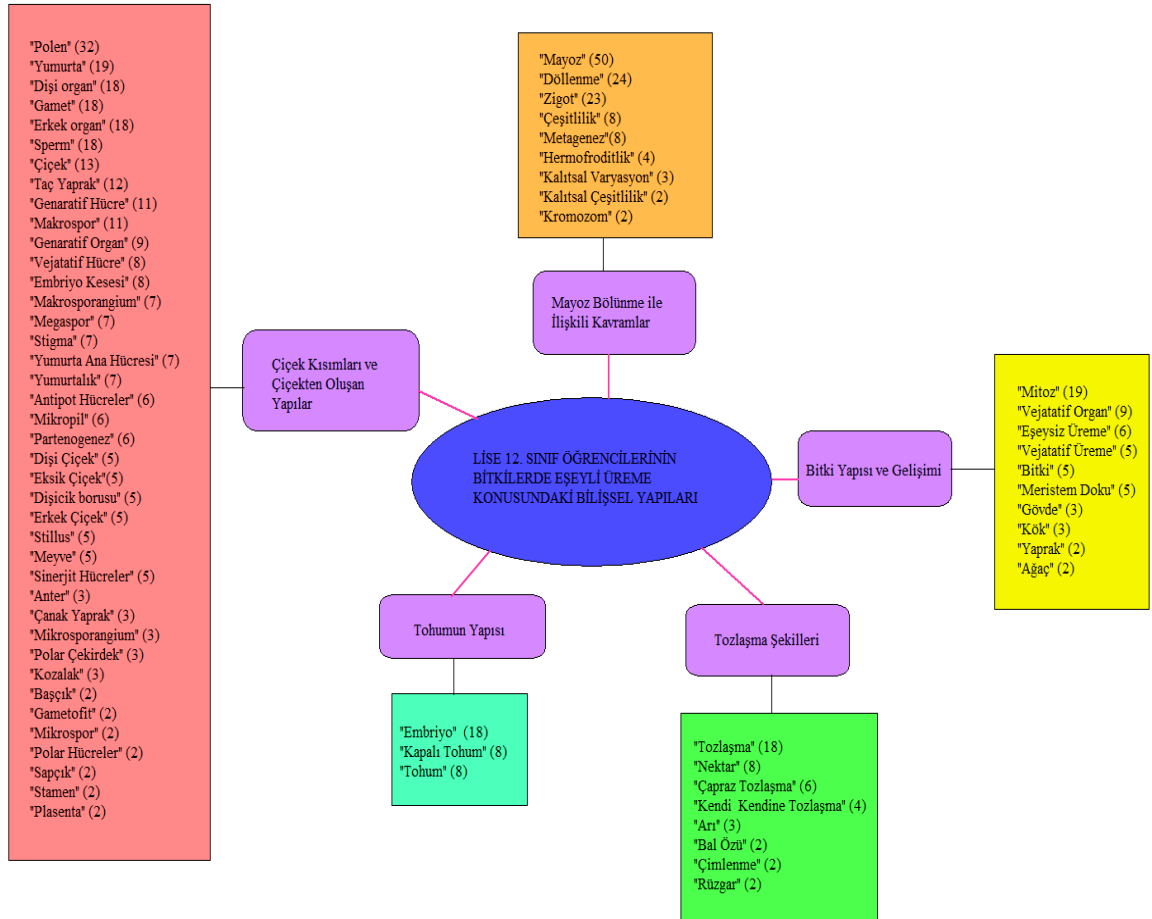 "Polen" (32)
"Yumurta" (19)
"Dişi organ" (18)
"Gamet" (18)
"Erkek organ" (18)
"Sperm" (18)
"Çiçek" (13)
"Taç Yaprak" (12)
"Genaratif Hücre" (11)
"Makrospor" (11)
"Genaratif Organ" (9)
"Vejatatif Hücre" (8)
"Embriyo Kesesi" (8)
"Makrosporangium" (7)
"Megaspor" (7)
"Stigma" (7)
"Yumurta Ana Hücresi" (7)
"Yumurtalık" (7)
"Antipot Hücreler" (6)
"Mikropil" (6)
"Partenogenez" (6)
"Dişi Çiçek" (5)
"Eksik Çiçek"(5)
"Dişicik borusu" (5)
"Erkek Çiçek" (5)
"Stillus" (5)
"Meyve" (5)
"Sinerjit Hücreler" (5)
"Anter" (3)
"Çanak Yaprak" (3)
"Mikrosporangium" (3)
"Polar Çekirdek" (3)
"Kozalak" (3)
"Başçık" (2)
"Gametofit" (2)
"Mikrospor" (2)
"Polar Hücreler" (2)
"Sapçık" (2)
"Stamen" (2)
"Plasenta" (2)
Çiçek Kısımları ve
Çiçekten Oluşan
Yapılar
"Mayoz" (50)
"Döllenme" (24)
"Zigot" (23)
"Çeşitlilik" (8)
"Metagenez"(8)
"Hermofroditlik" (4)
"Kalıtsal Varyasyon" (3)
"Kalıtsal Çeşitlilik" (2)
"Kromozom" (2)
Mayoz Bölünme ile
İlişkili Kavramlar
LİSE 12. SINIF ÖĞRENCİLERİNİN
BİTKİLERDE EŞEYLİ ÜREME
KONUSUNDAKİ BİLİŞSEL YAPILARI
Bitki Yapısı ve Gelişimi
"Mitoz" (19)
"Vejatatif Organ" (9)
"Eşeysiz Üreme" (6)
"Vejatatif Üreme" (5)
"Bitki" (5)
"Meristem Doku" (5)
"Gövde" (3)
"Kök" (3)
"Yaprak" (2)
"Ağaç" (2)
Tohumun Yapısı
"Embriyo" (18)
"Kapalı Tohum" (8)
"Tohum" (8)
Tozlaşma Şekilleri
"Tozlaşma" (18)
"Nektar" (8)
"Çapraz Tozlaşma" (6)
"Kendi Kendine Tozlaşma" (4)
"Arı" (3)
"Bal Özü" (2)
"Çimlenme" (2)
"Rüzgar" (2)